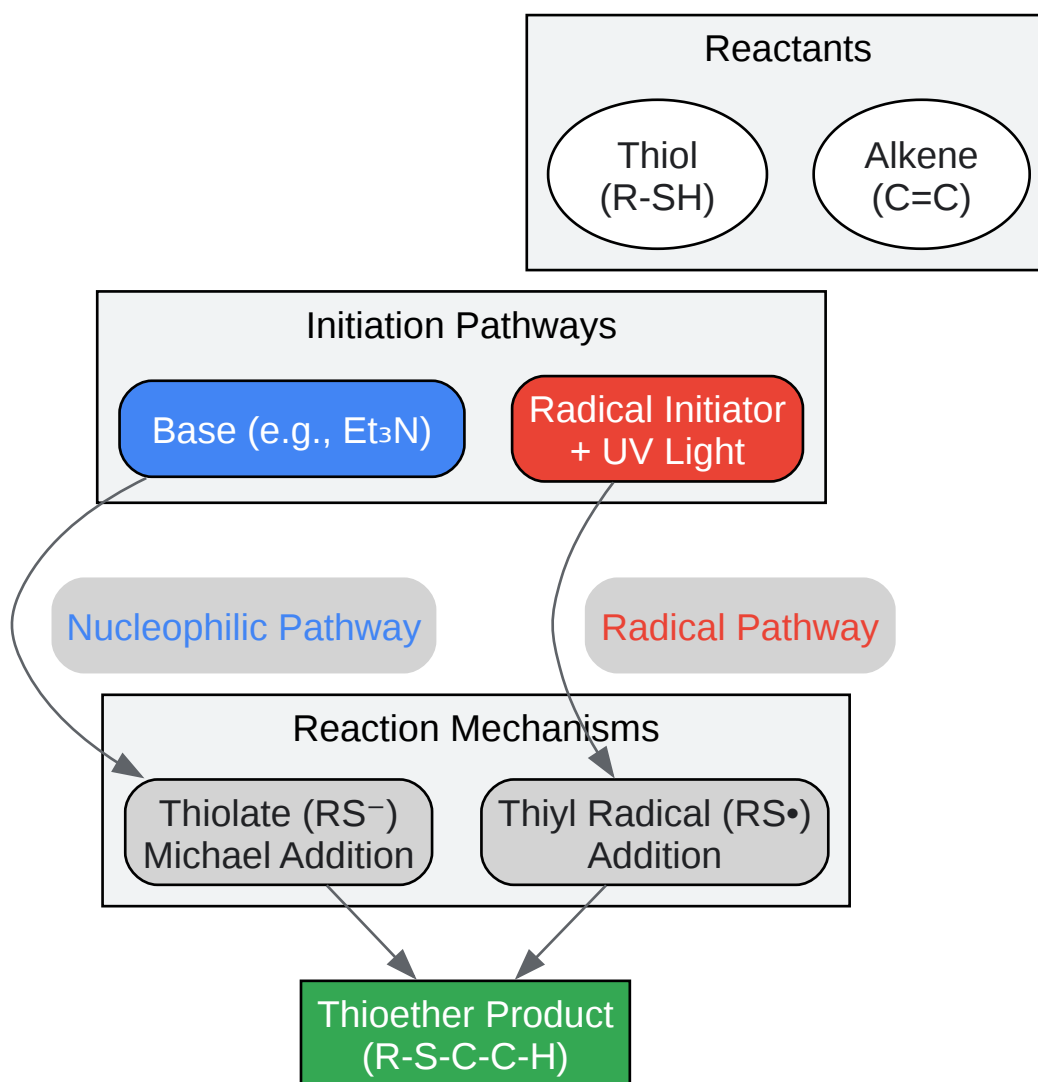 Reactants
Thiol
(R-SH)
Alkene
(C=C)
Initiation Pathways
Base (e.g., Et₃N)
Radical Initiator
+ UV Light
Nucleophilic Pathway
Radical Pathway
Reaction Mechanisms
Thiolate (RS⁻)
Michael Addition
Thiyl Radical (RS•)
Addition
Thioether Product
(R-S-C-C-H)